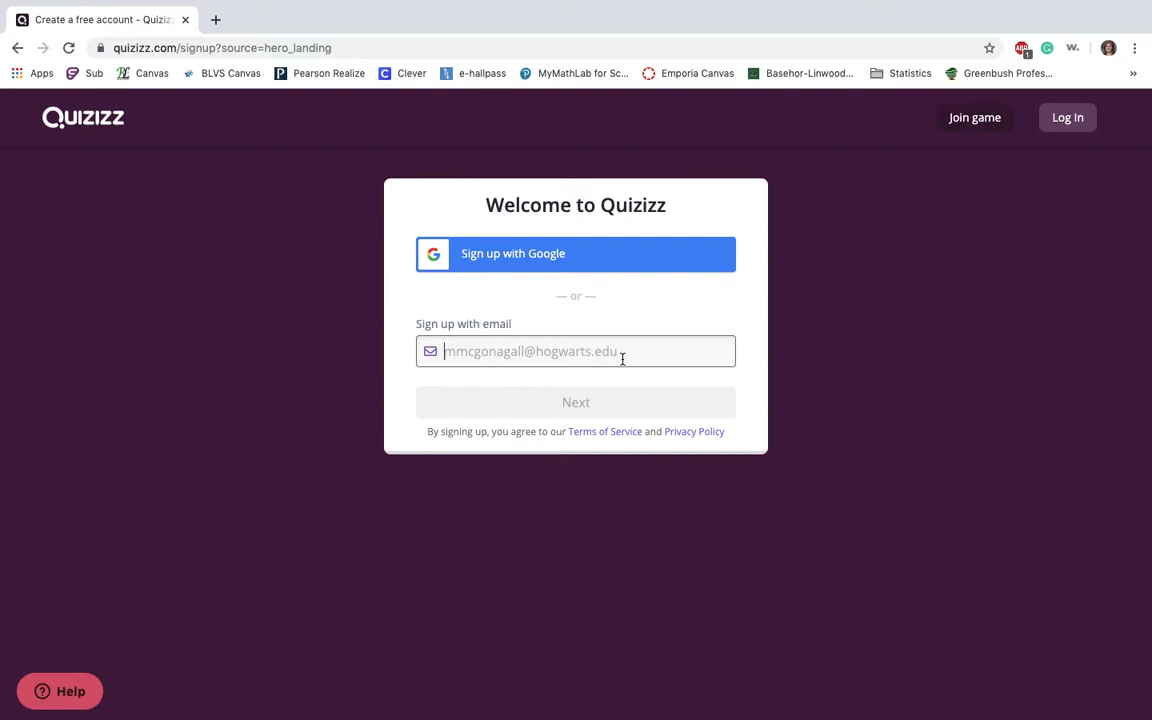 Create a free account - Quiziz
quizizz.com/signup?source=hero_landing
ABP
1
w.
Apps
Sub
Canvas
BLVS Canvas
Pearson Realize
Clever
e-hallpass
MyMathLab for Sc...
Emporia Canvas
Basehor-Linwood...
Statistics
Greenbush Profes...
»
Quizizz
Join game
Log In
Welcome to Quizizz
G
Sign up with Google
— or —
Sign up with email
mmcgonagall@hogwarts.edu
Next
By signing up, you agree to our Terms of Service and Privacy Policy
? Help